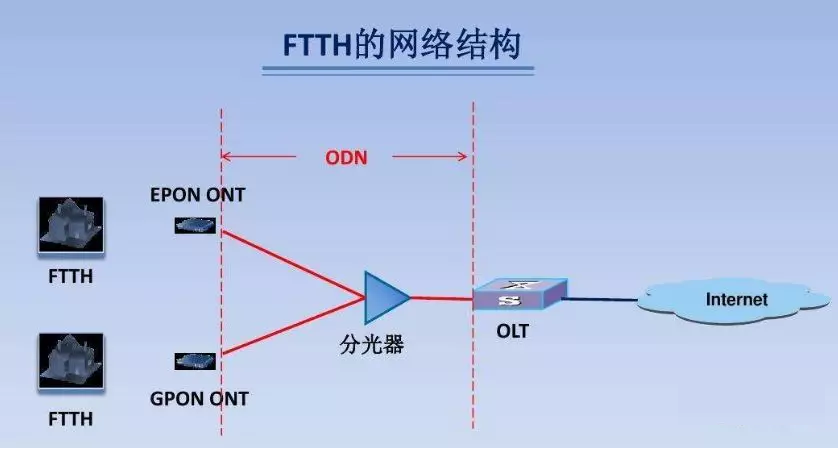 FTTH的网络结构
ODN
EPON ONT
FTTH
分光器
S
OLT
Internet
GPON ONT
FTTH